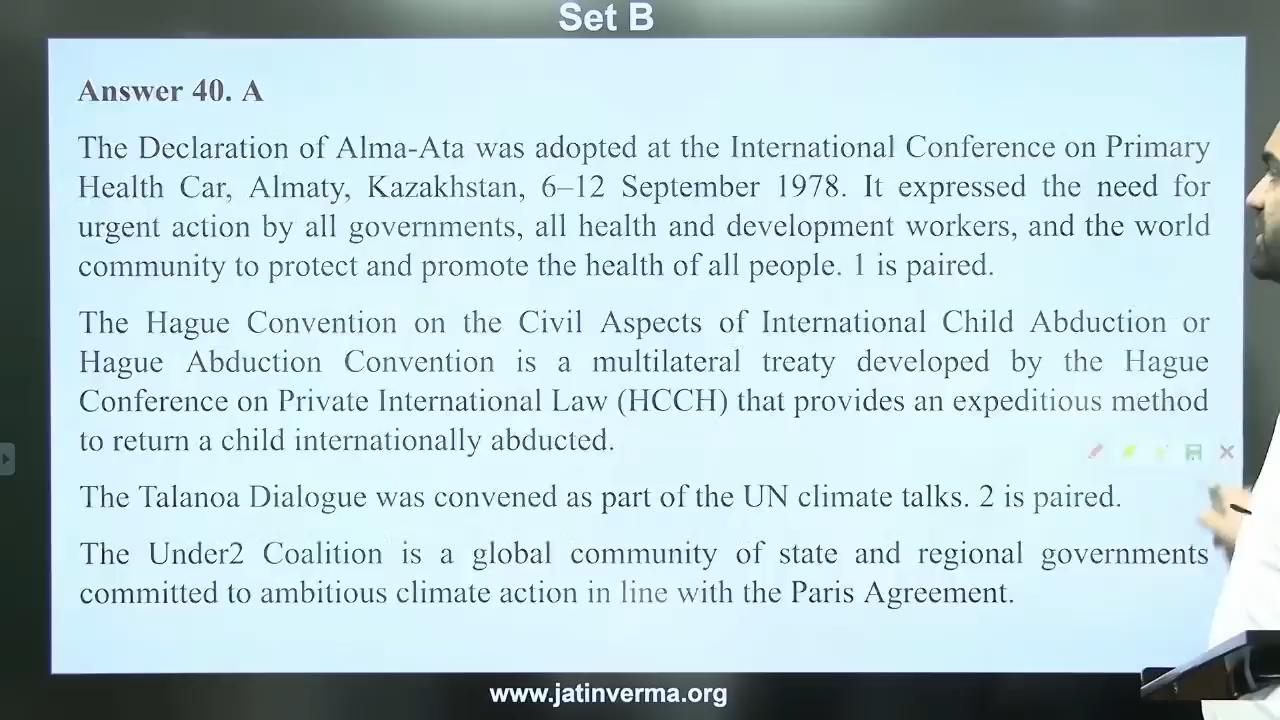 Set B
Answer 40. A
The Declaration of Alma-Ata was adopted at the International Conference on Primary
Health Car, Almaty, Kazakhstan, 6–12 September 1978. It expressed the need for
urgent action by all governments, all health and development workers, and the world
community to protect and promote the health of all people. 1 is paired.
The Hague Convention on the Civil Aspects of International Child Abduction or
Hague Abduction Convention is a multilateral treaty developed by the Hague
Conference on Private International Law (HCCH) that provides an expeditious method
to return a child internationally abducted.
The Talanoa Dialogue was convened as part of the UN climate talks. 2 is paired.
The Under2 Coalition is a global community of state and regional governments
committed to ambitious climate action in line with the Paris Agreement.
www.jatinverma.org